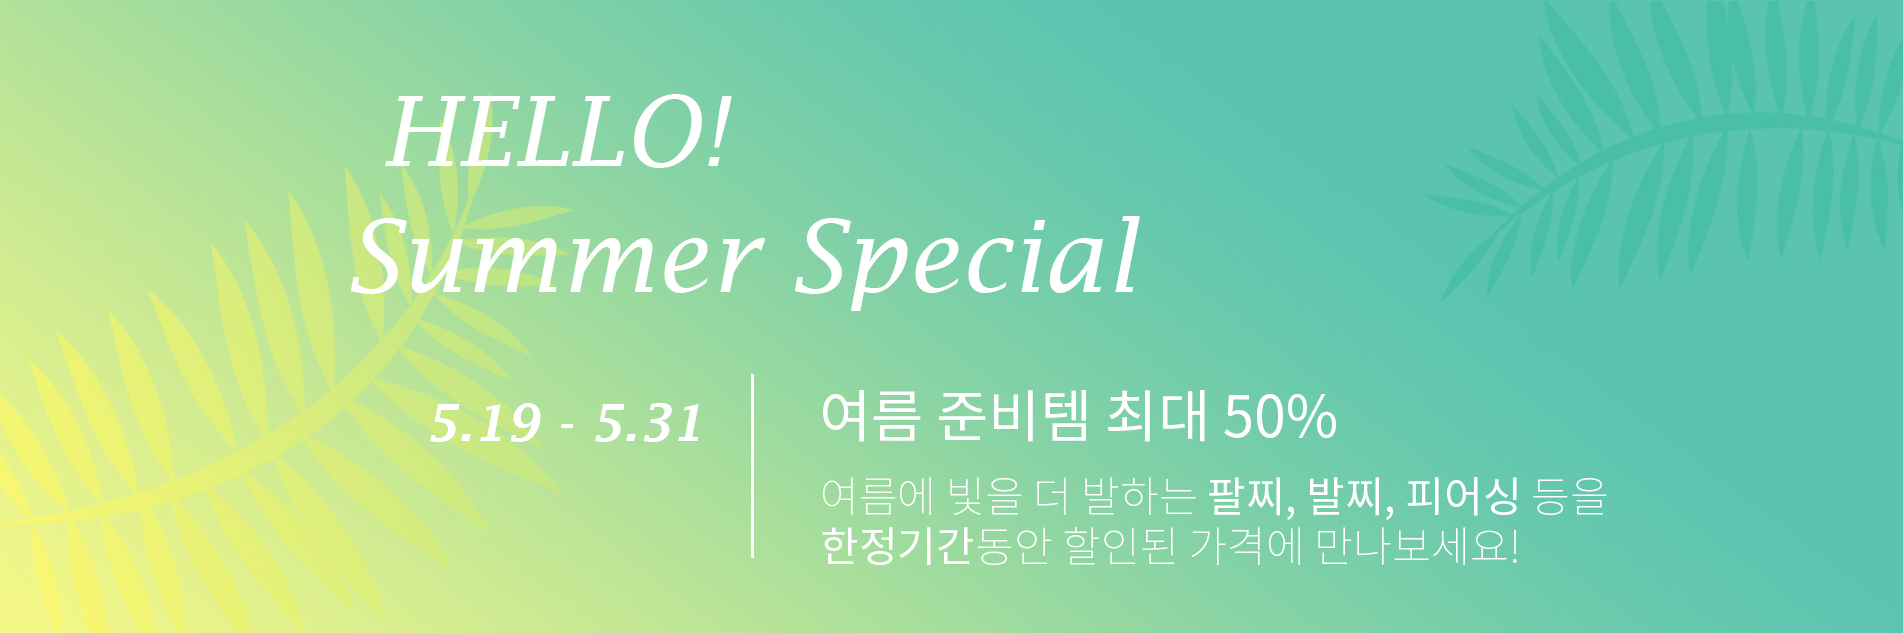 HELLO!
Summer Special
5.19 - 5.31
여름 준비템 최대 50%
여름에 빛을 더 발하는 팔찌, 발찌, 피어싱 등을
한정기간동안 할인된 가격에 만나보세요!